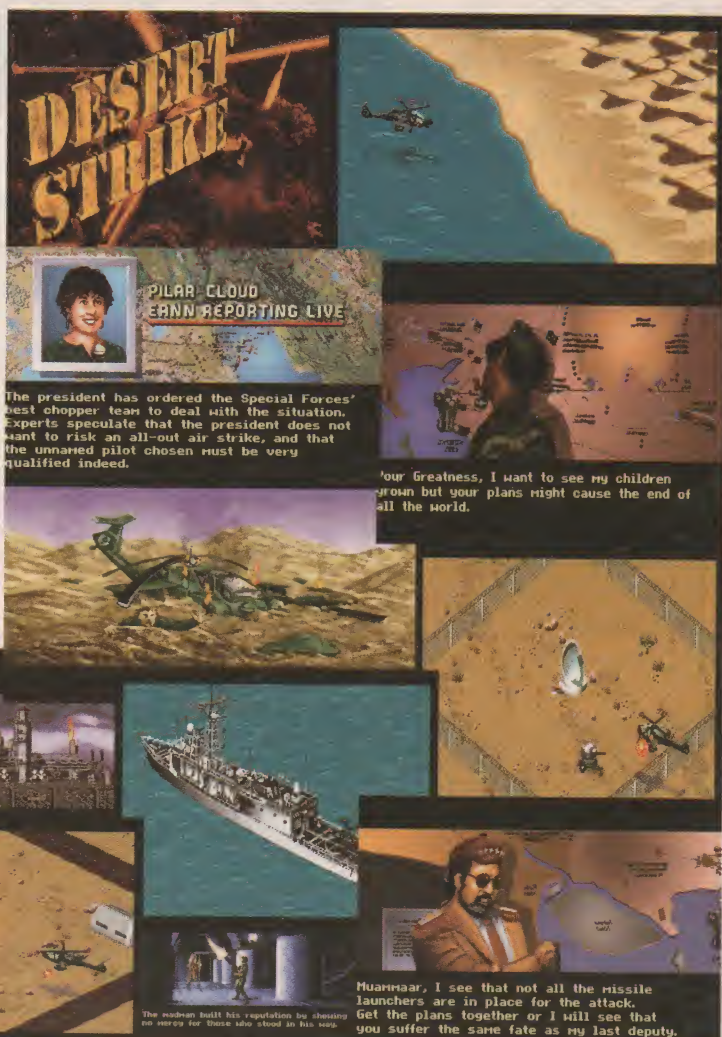 DESERT
STRIKE
PILAR CLOUD
EANN REPORTING LIVE
The president has ordered the Special Forces'
best chopper team to deal with the situation.
Experts speculate that the president does not
want to risk an all-out air strike, and that
the unnamed pilot chosen must be very
qualified indeed.
Your Greatness, I want to see my children
grown but your plans might cause the end of
all the world.
The madman built his reputation by showing
no mercy for those who stood in his way.
Muammaar, I see that not all the missile
launchers are in place for the attack.
Get the plans together or I will see that
you suffer the same fate as my last deputy.